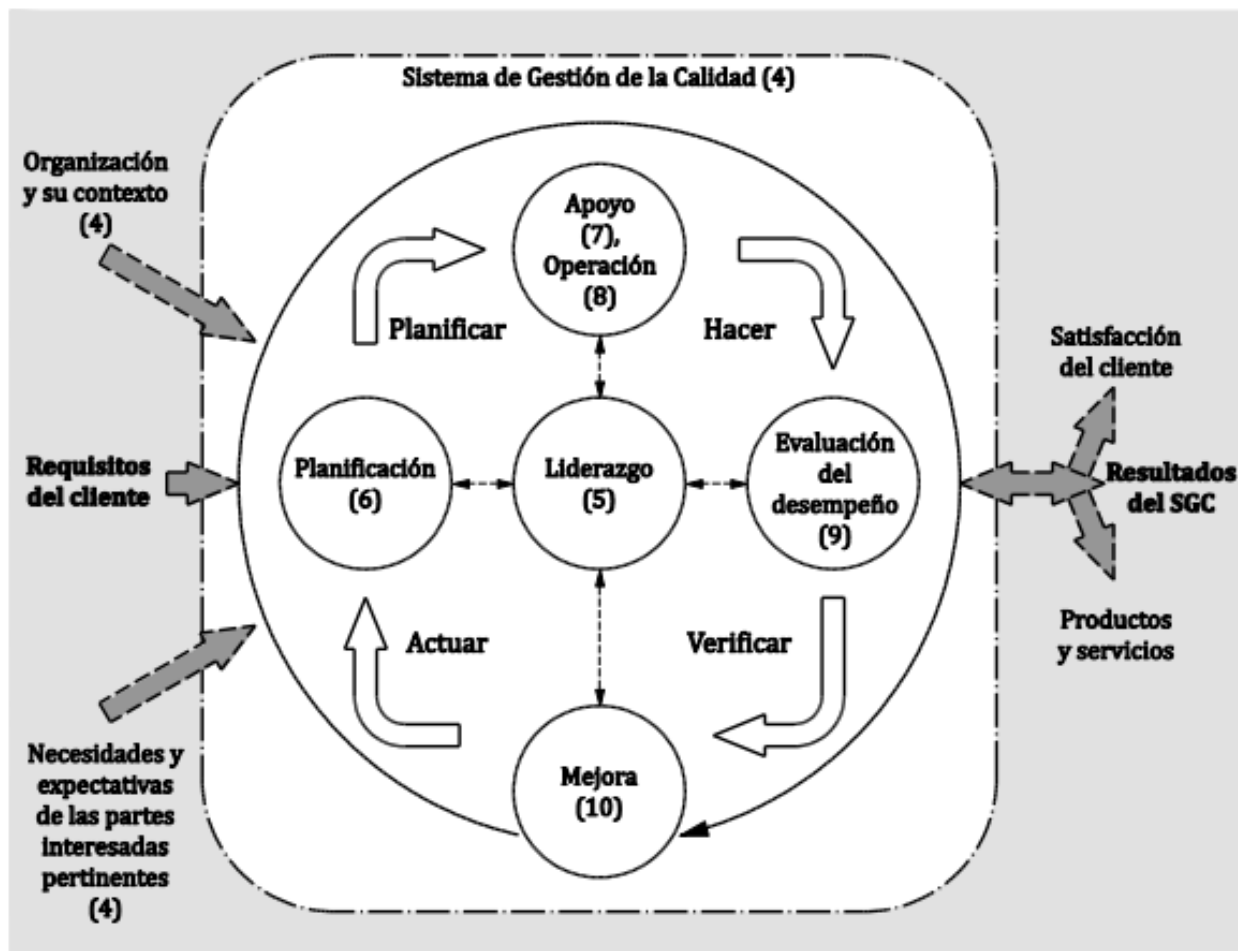 Sistema de Gestión de la Calidad (4)
Organización
y su contexto
(4)
Apoyo
(7),
Operación
(8)
Planificar
Hacer
Satisfacción
del cliente
Requisitos
del cliente
Planificación
(6)
Liderazgo
(5)
Evaluación
del
desempeño
(9)
Resultados
del SGC
Actuar
Verificar
Productos
y servicios
Necesidades y
expectativas
de las partes
interesadas
pertinentes
(4)
Mejora
(10)